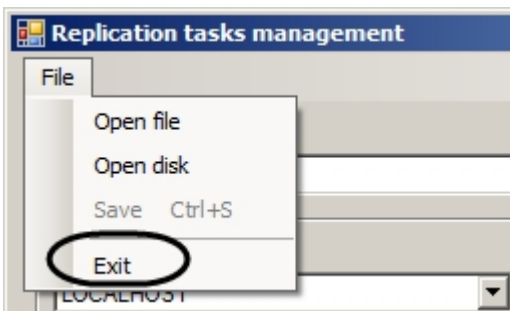 Replication tasks management
File
Open file
Open disk
Save Ctrl+S
Exit
LOCALHOST